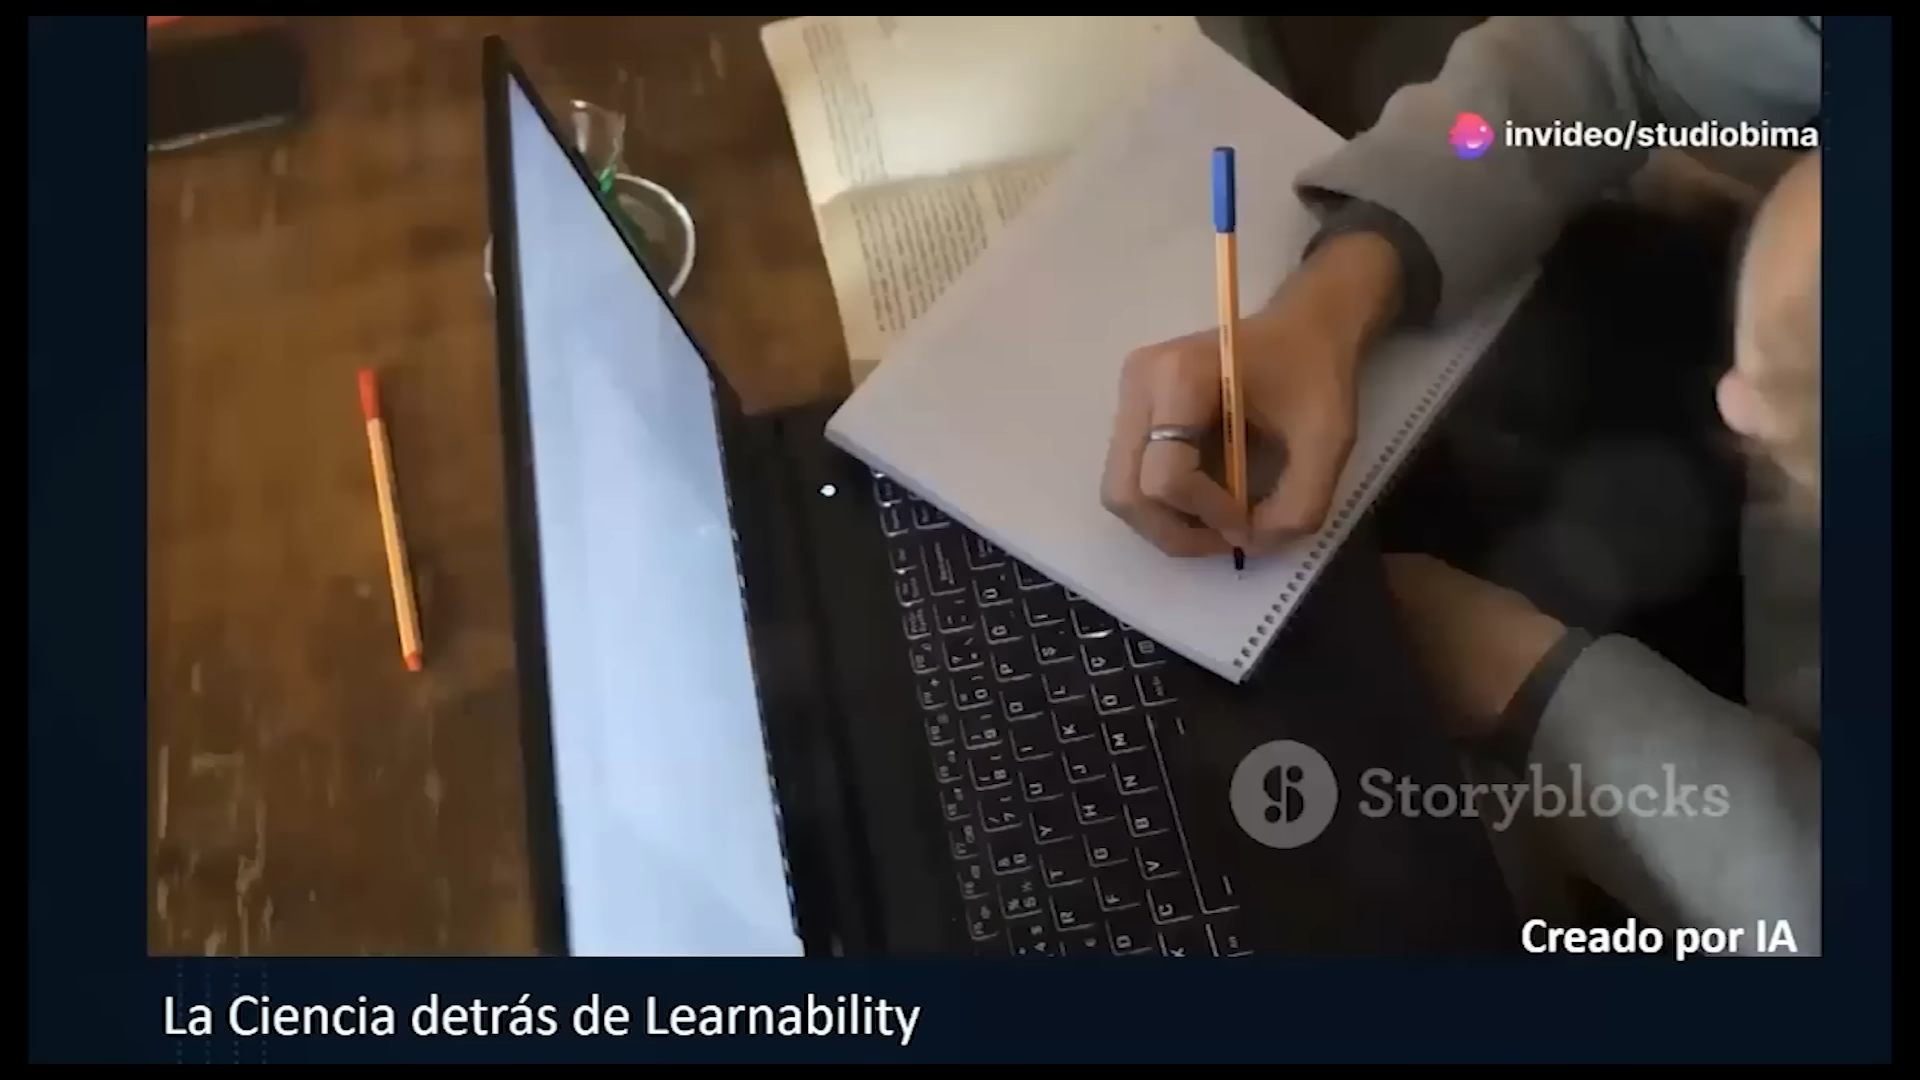 invideo/studiobima
Storyblocks
Creado por IA
La Ciencia detrás de Learnability